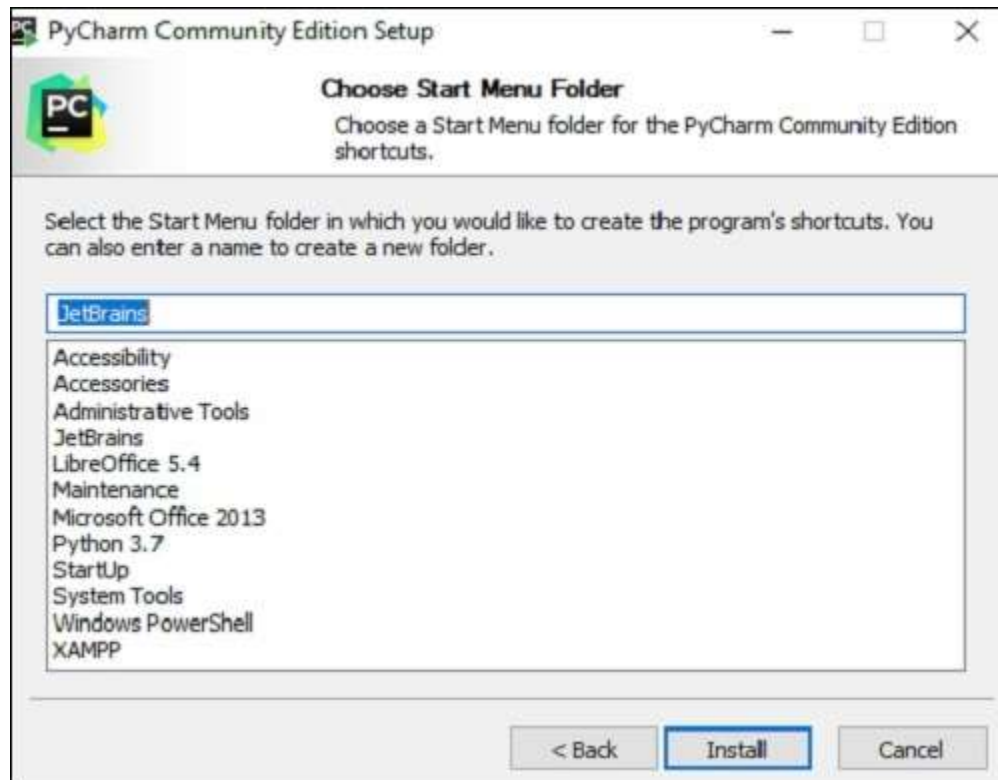 PyCharm Community Edition Setup
PC
Choose Start Menu Folder
Choose a Start Menu folder for the PyCharm Community Edition
shortcuts.
Select the Start Menu folder in which you would like to create the program's shortcuts. You
can also enter a name to create a new folder.
JetBrains
Accessibility
Accessories
Administrative Tools
JetBrains
LibreOffice 5.4
Maintenance
Microsoft Office 2013
Python 3.7
StartUp
System Tools
Windows PowerShell
XAMPP
< Back Install Cancel